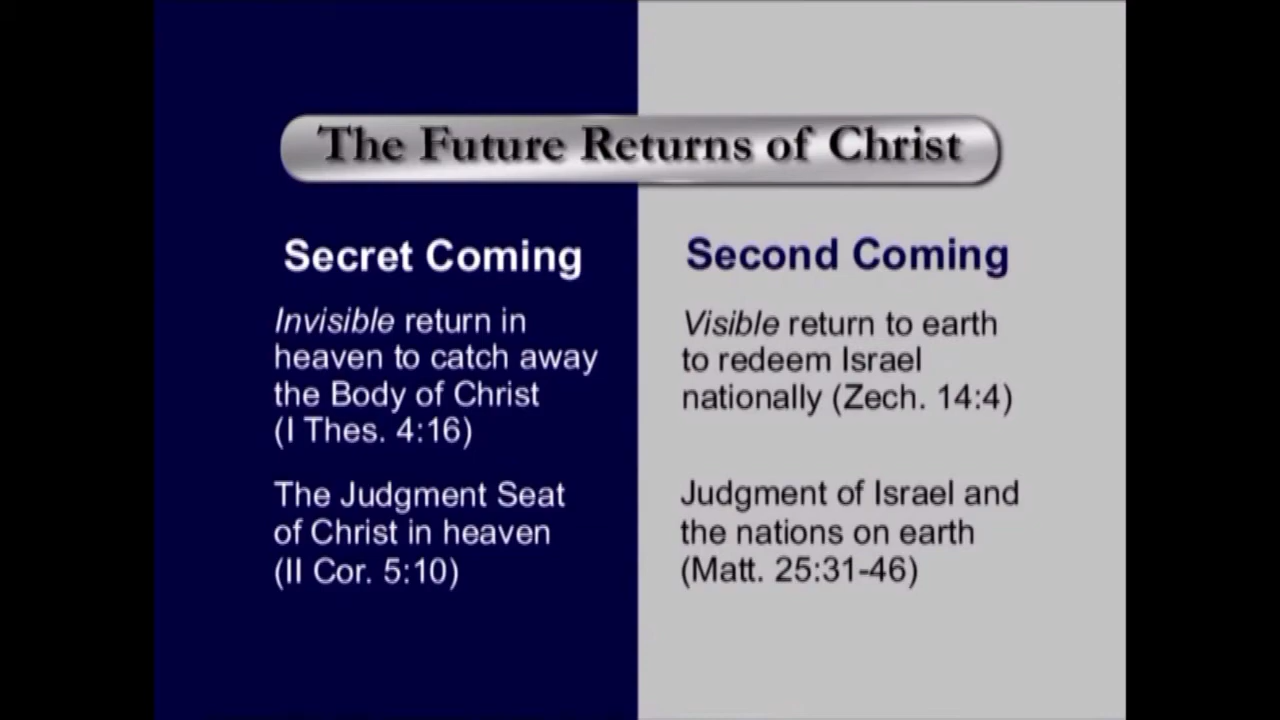 The Future Returns of Christ
Secret Coming
Invisible return in
heaven to catch away
the Body of Christ
(I Thes. 4:16)
The Judgment Seat
of Christ in heaven
(II Cor. 5:10)
Second Coming
Visible return to earth
to redeem Israel
nationally (Zech. 14:4)
Judgment of Israel and
the nations on earth
(Matt. 25:31-46)